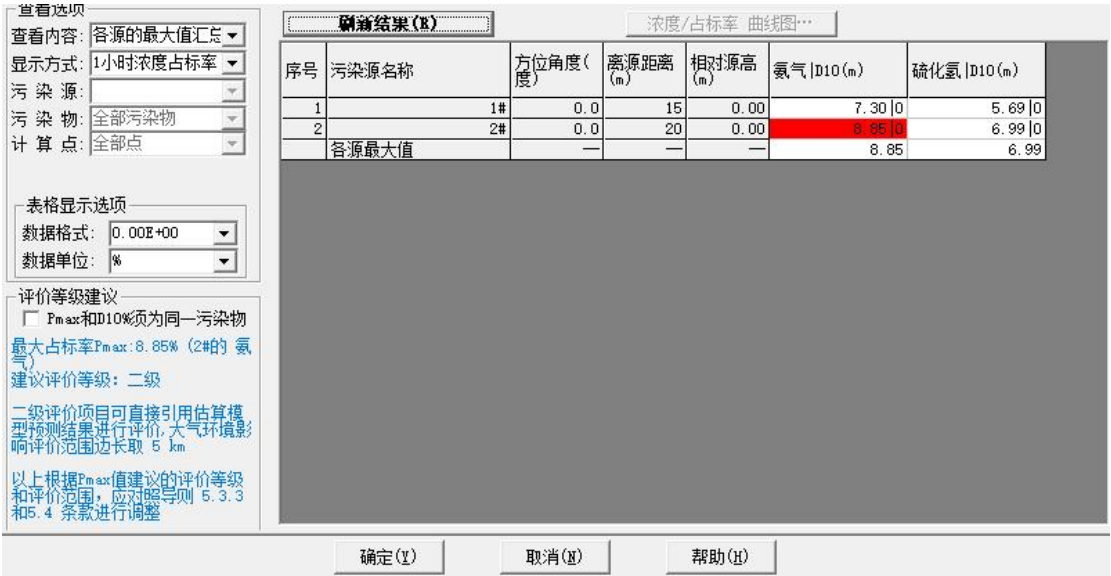 查看选项
查看内容: 各源的最大值汇总
显示方式: 1小时浓度占标率
污 染 源:
污 染 物: 全部污染物
计 算 点: 全部点
表格显示选项
数据格式: 0.00E+00
数据单位: %
评价等级建议
Pmax和D10%须为同一污染物
最大占标率Pmax:8.85% (2#的 氨
气)
建议评价等级: 二级
二级评价项目可直接引用估算模
型预测结果进行评价,大气环境影
响评价范围边长取 5 km
以上根据Pmax值建议的评价等级
和评价范围, 应对照导则 5.3.3
和5.4 条款进行调整
刷新结果(R) 浓度/占标率 曲线图…
序号 污染源名称 方位角度(度) 离源距离(m) 相对源高(m) 氨气|D10(m) 硫化氢|D10(m)
1 1# 0.0 15 0.00 7.30|0 5.69|0
2 2# 0.0 20 0.00 8.85|0 6.99|0
各源最大值 — — — 8.85 6.99
确定(Y) 取消(N) 帮助(H)